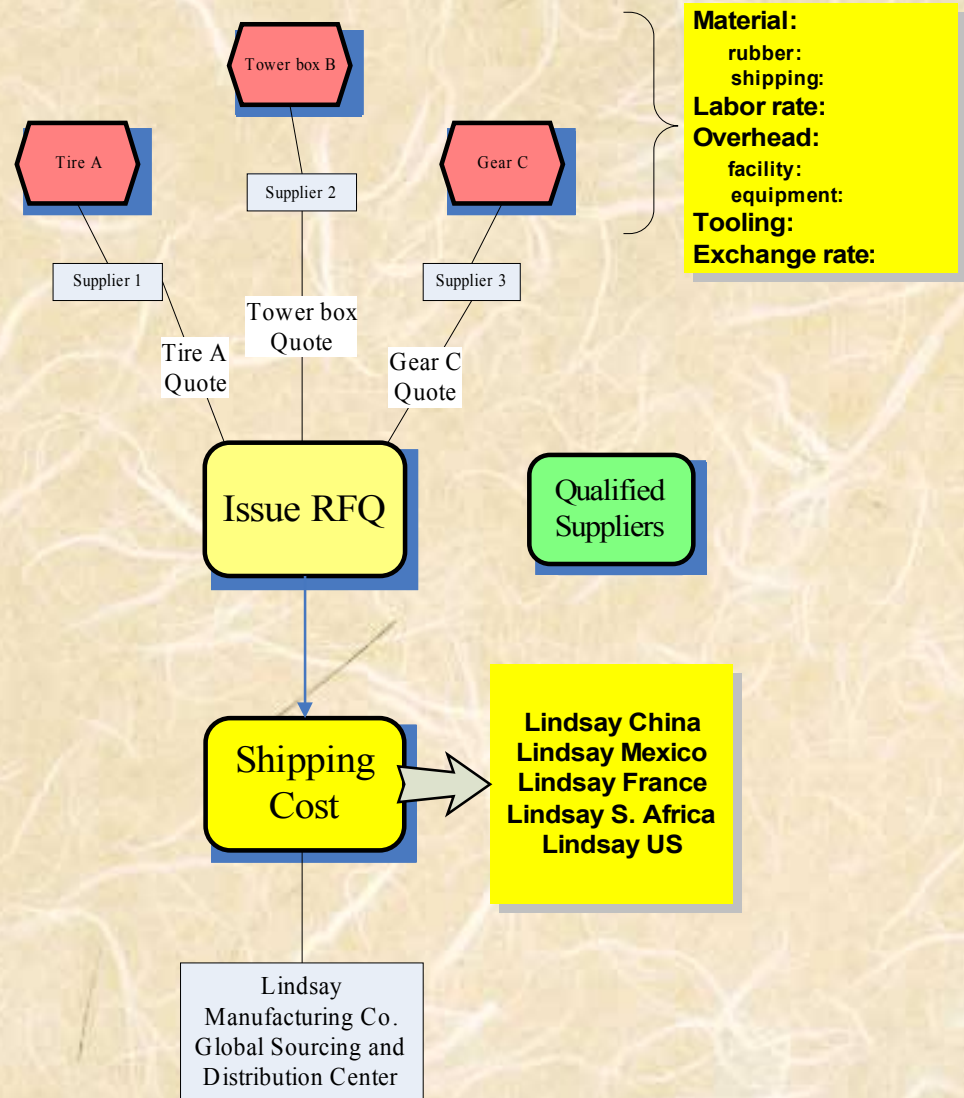 Tower box B
Tire A
Gear C
Supplier 2
Supplier 1
Supplier 3
Material:
rubber:
shipping:
Labor rate:
Overhead:
facility:
equipment:
Tooling:
Exchange rate:
Tire A
Quote
Tower box
Quote
Gear C
Quote
Issue RFQ
Qualified
Suppliers
Shipping
Cost
Lindsay China
Lindsay Mexico
Lindsay France
Lindsay S. Africa
Lindsay US
Lindsay
Manufacturing Co.
Global Sourcing and
Distribution Center